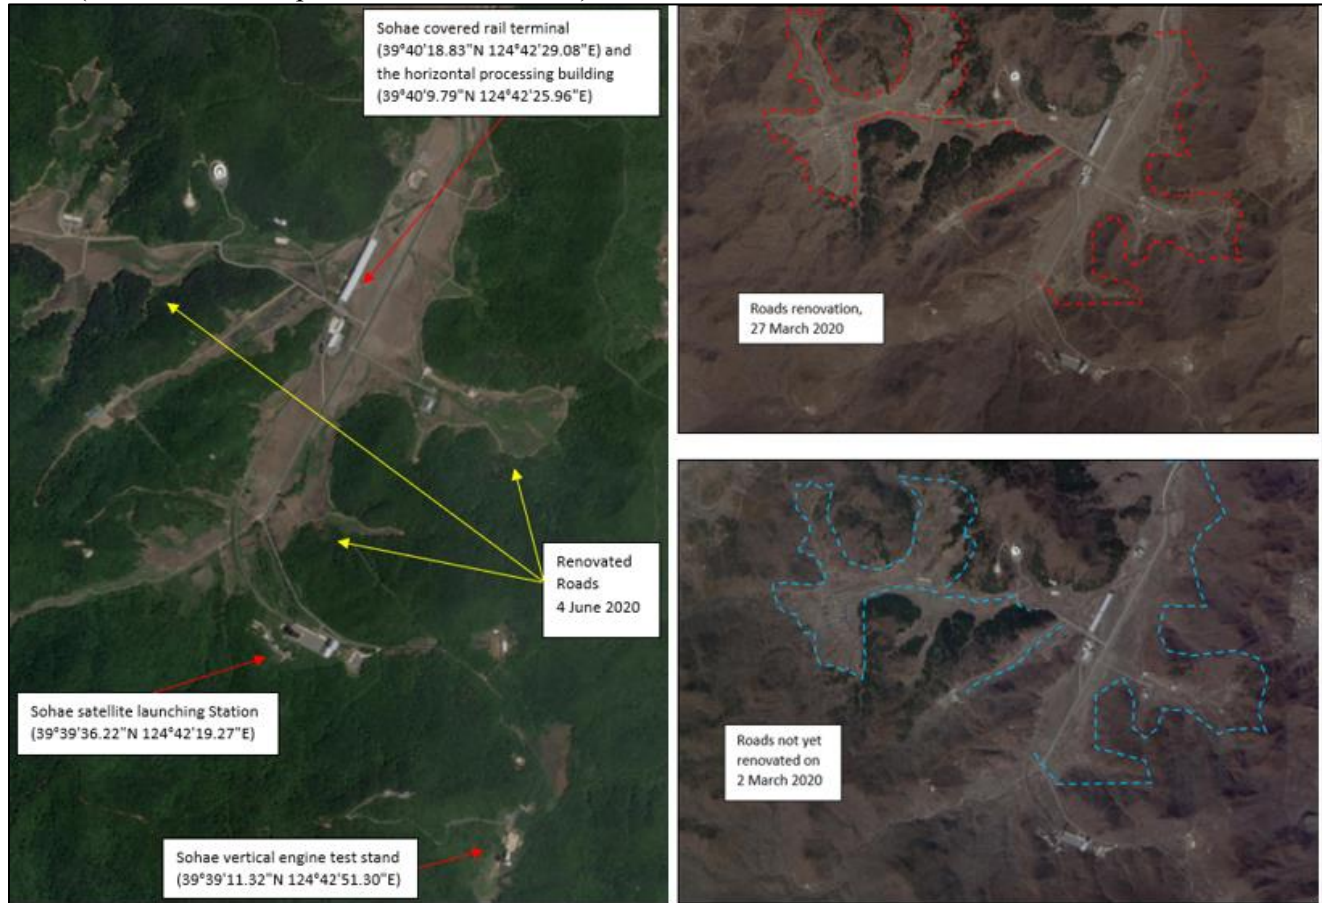 Sohae covered rail terminal
(39°40'18.83"N 124°42'29.08"E) and
the horizontal processing building
(39°40'9.79"N 124°42'25.96"E)
Renovated
Roads
4 June 2020
Sohae satellite launching Station
(39°39'36.22"N 124°42'19.27"E)
Sohae vertical engine test stand
(39°39'11.32"N 124°42'51.30"E)
Roads renovation,
27 March 2020
Roads not yet
renovated on
2 March 2020